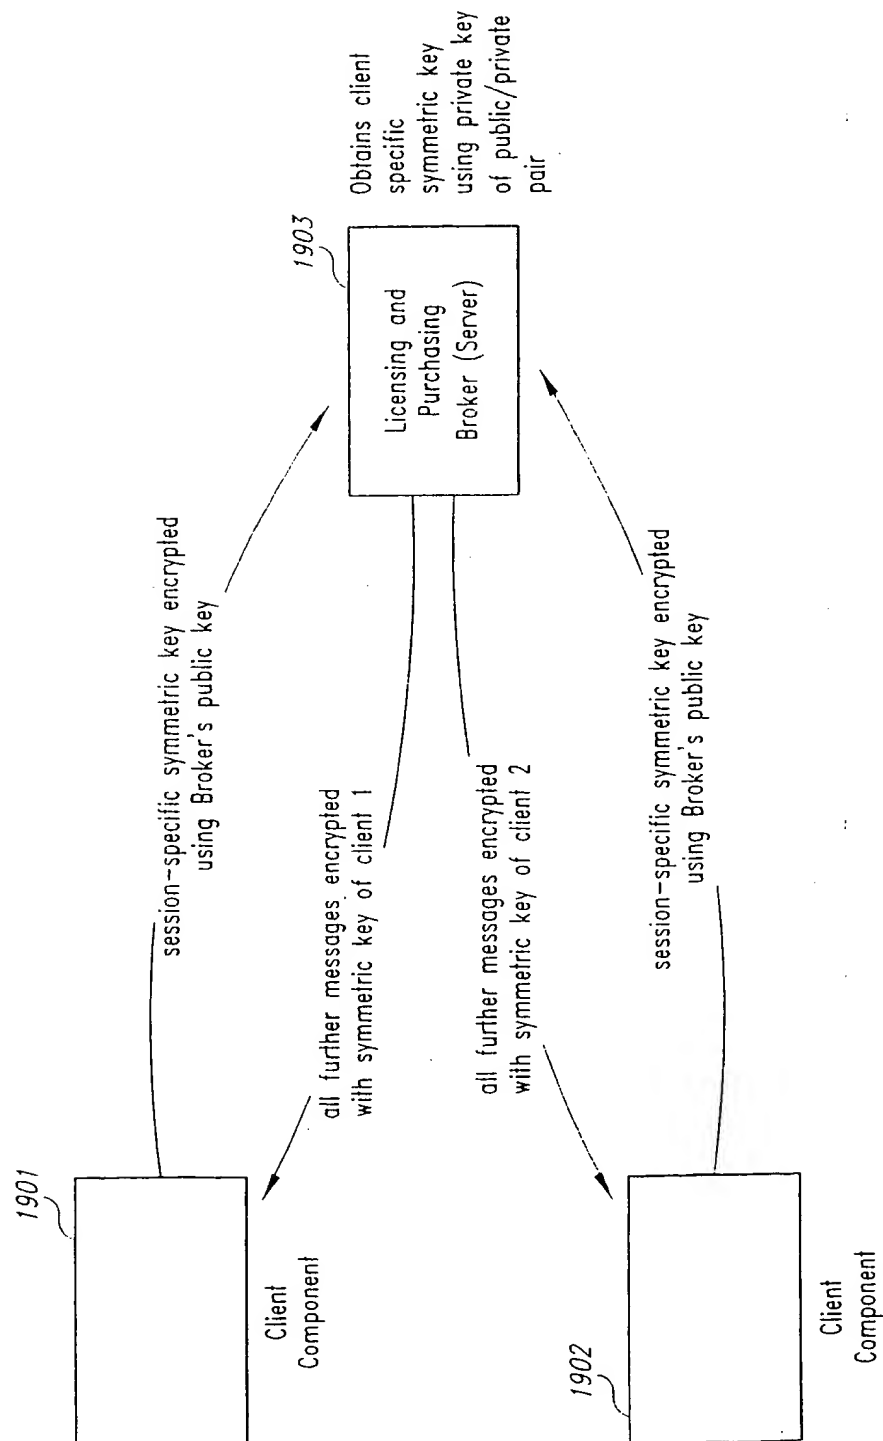 1901
Client
Component
session-specific symmetric key encrypted
using Broker's public key
all further messages encrypted
with symmetric key of client 1
1903
Licensing and
Purchasing
Broker (Server)
Obtains client
specific
symmetric key
using private key
of public/private
pair
all further messages encrypted
with symmetric key of client 2
1902
Client
Component
session-specific symmetric key encrypted
using Broker's public key